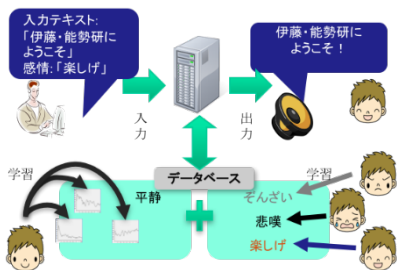 入力テキスト:
「伊藤・能勢研に
ようこそ」
感情:「楽しげ」
伊藤・能勢研に
ようこそ！
入力
出力
学習
データベース
学習
平静
ぞんざい
悲嘆
楽しげ